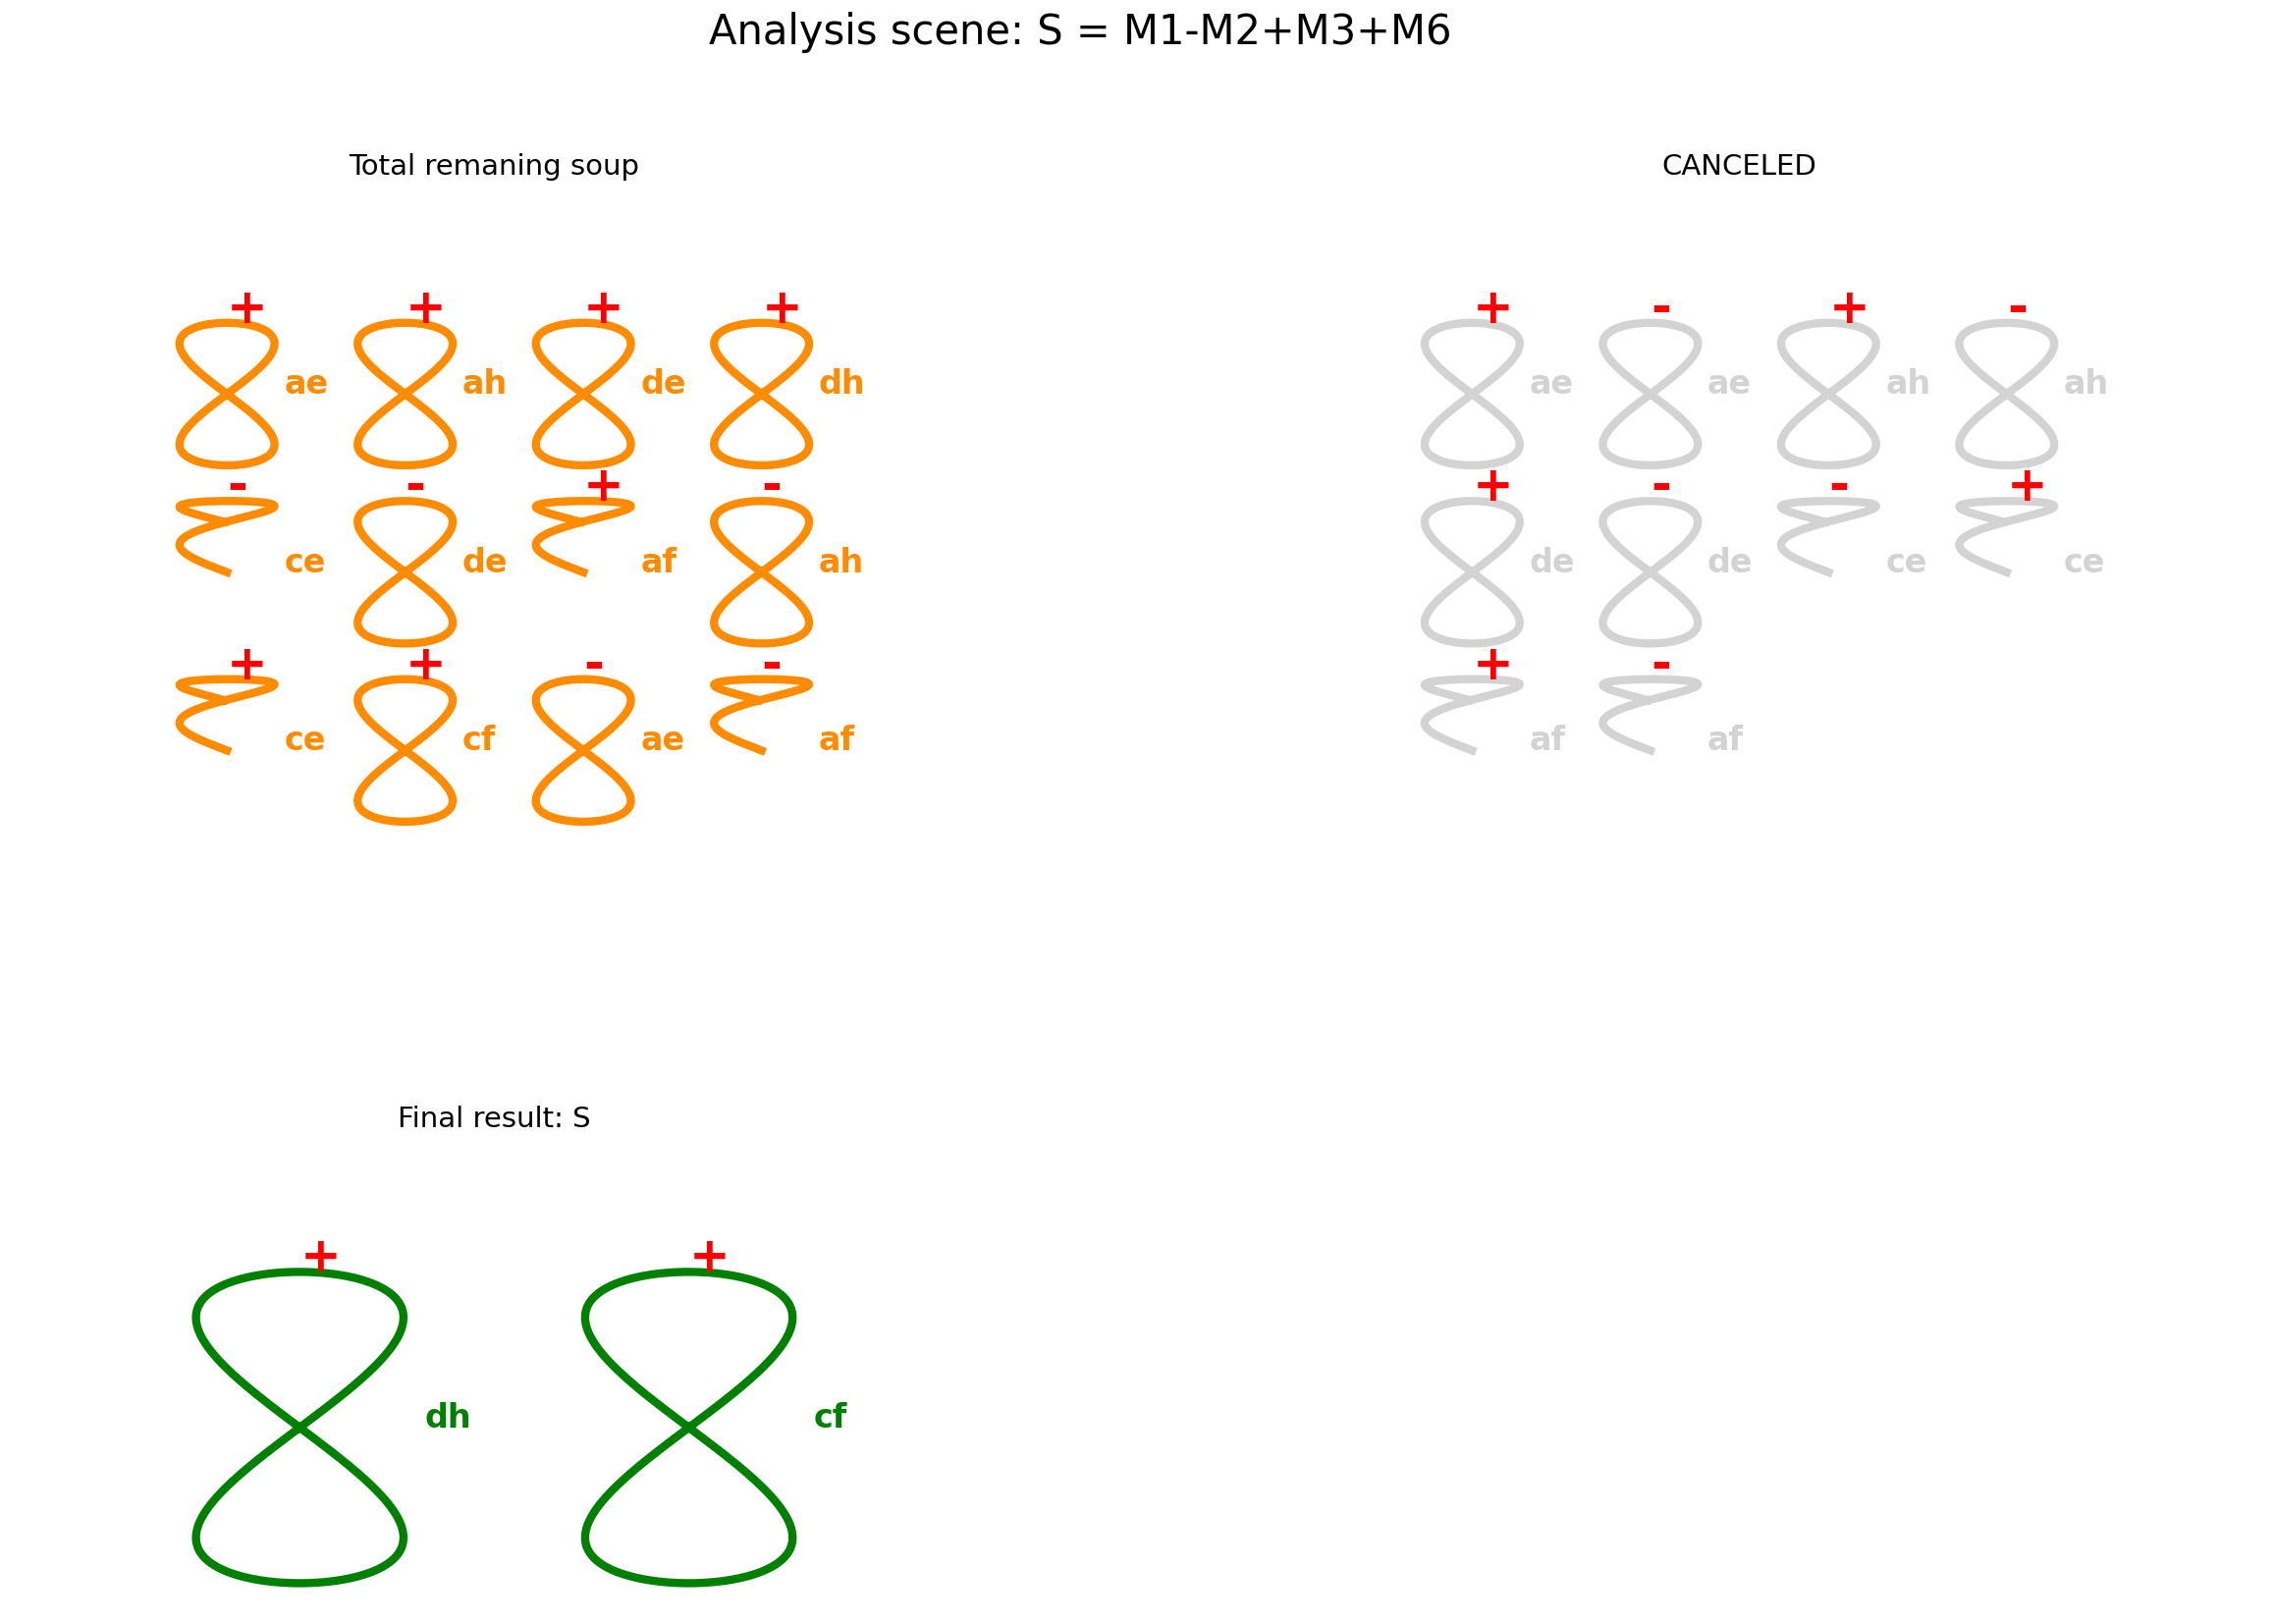 Analysis scene: S = M1-M2+M3+M6
Total remaning soup
CANCELED
+ + + +
ae ah de dh
- - + -
ce de af ah
+ + - -
ce cf ae af
+ - + -
ae ae ah ah
+ - - +
de de ce ce
+ -
af af
Final result: S
+ +
dh cf